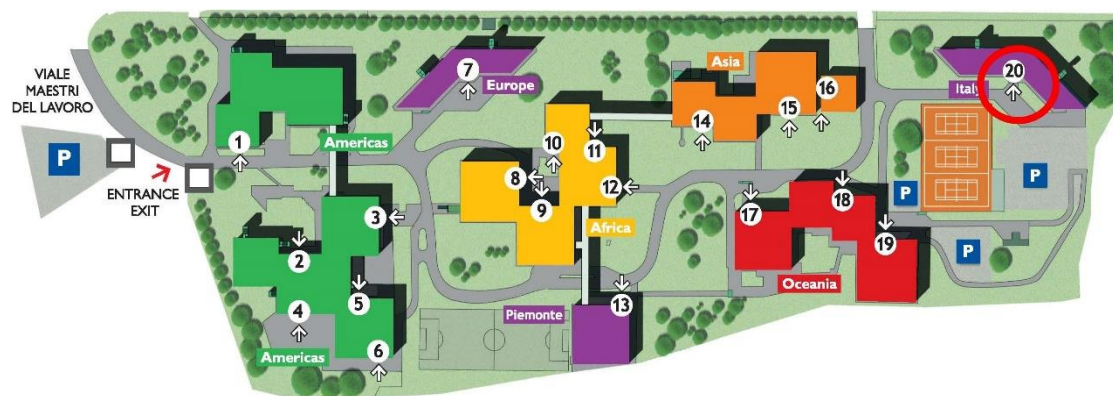 VIALE
MAESTRI
DEL LAVORO
P
ENTRANCE
EXIT
1
Americas
2
3
4
5
6
Americas
7
Europe
8
9
10
11
12
Africa
13
Piemonte
14
Asia
15
16
17
18
19
Oceania
P
P
P
20
Italy